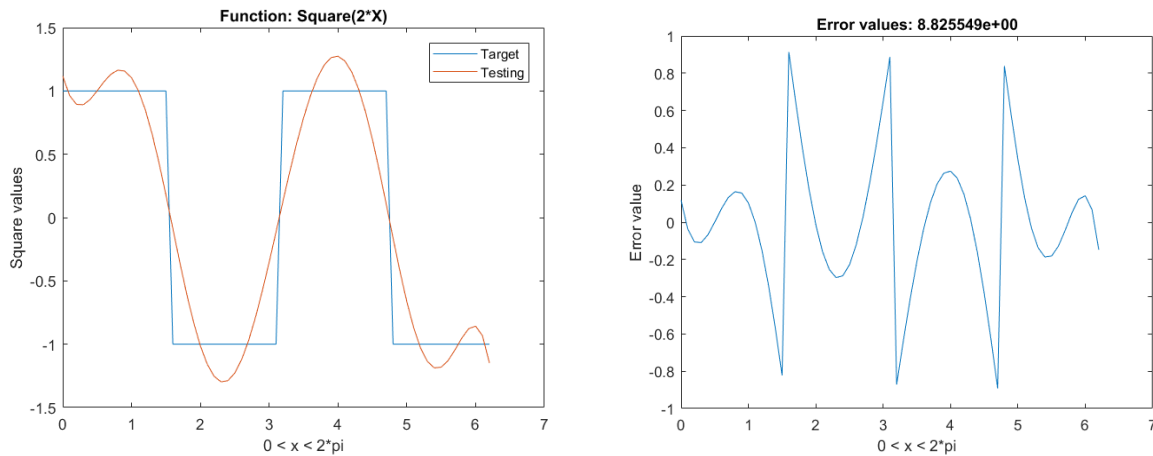 Function: Square(2*X)
1.5
1
0.5
0
-0.5
-1
-1.5
Square values
Target
Testing
0 1 2 3 4 5 6 7
0 < x < 2*pi
Error values: 8.825549e+00
1
0.8
0.6
0.4
0.2
0
-0.2
-0.4
-0.6
-0.8
-1
Error value
0 1 2 3 4 5 6 7
0 < x < 2*pi